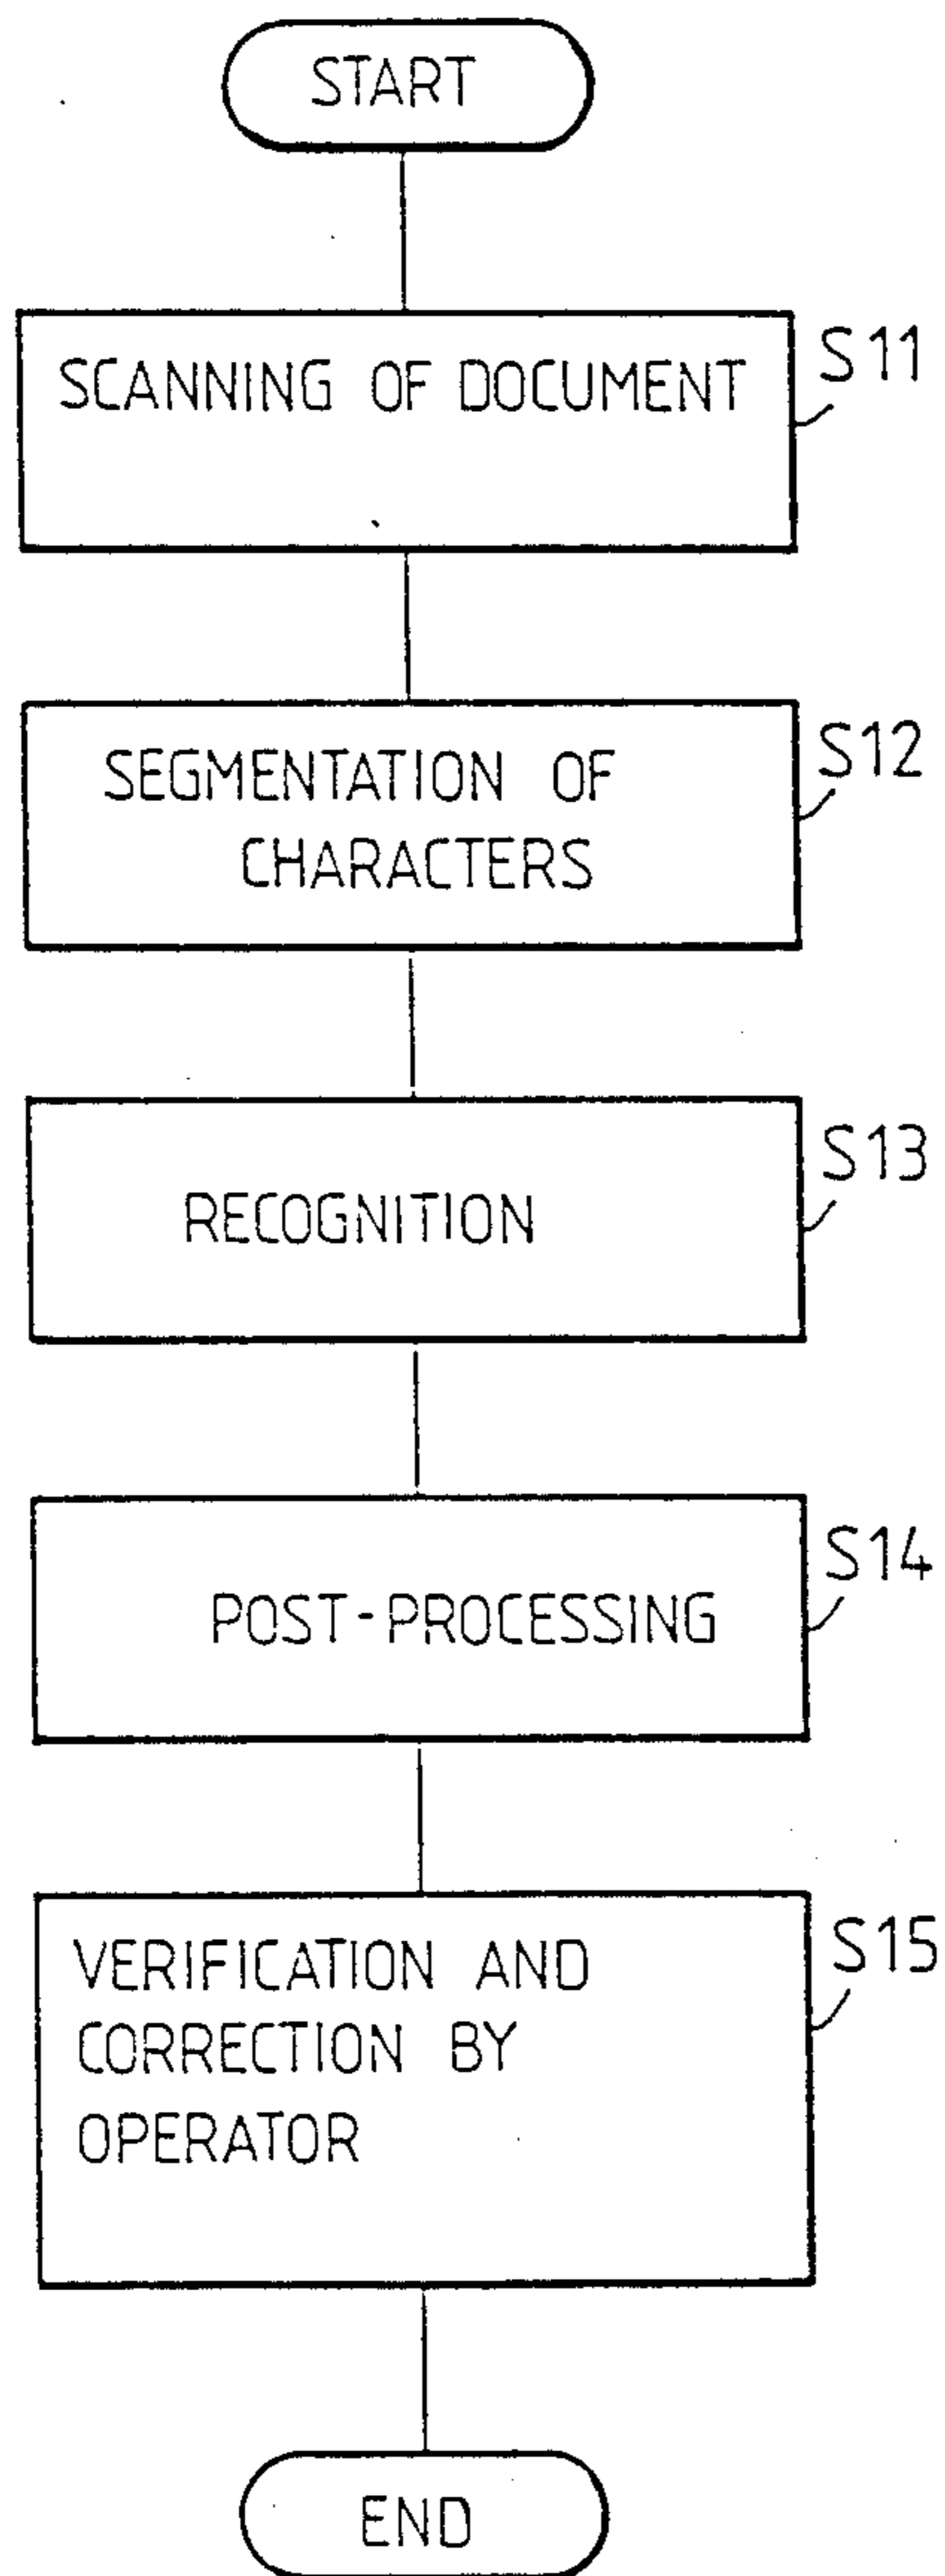 START
SCANNING OF DOCUMENT
S11
SEGMENTATION OF
CHARACTERS
S12
RECOGNITION
S13
POST-PROCESSING
S14
VERIFICATION AND
CORRECTION BY
OPERATOR
S15
END